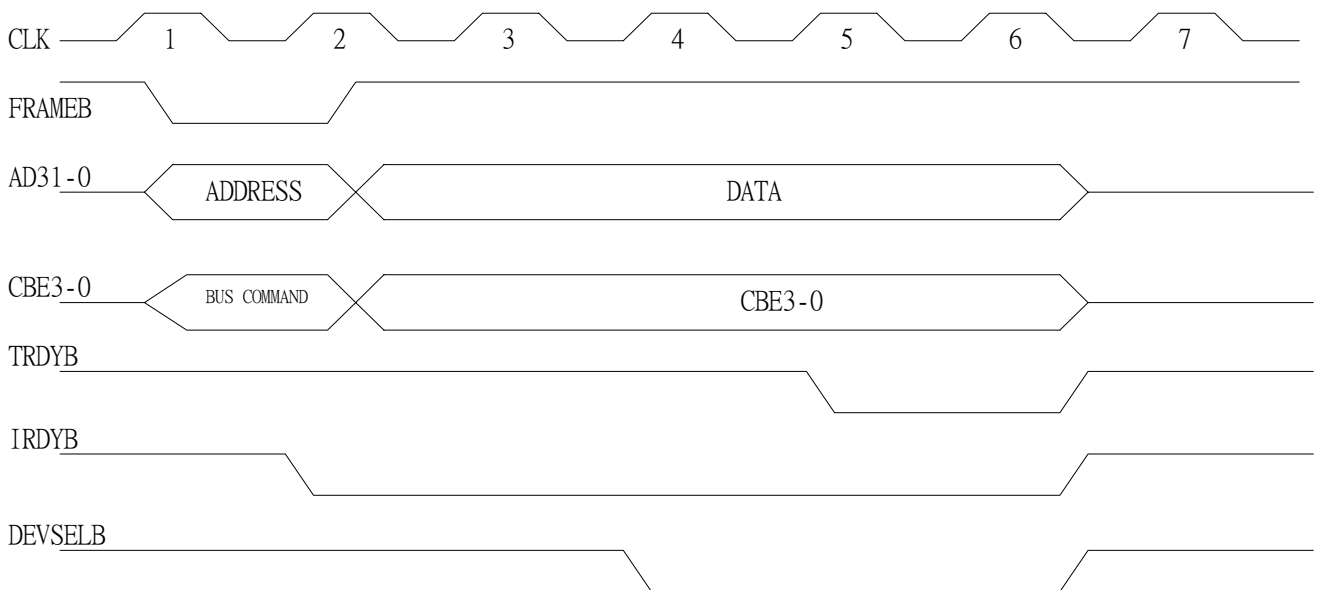 CLK 1 2 3 4 5 6 7
FRAMEB
AD31-0 ADDRESS DATA
CBE3-0 BUS COMMAND CBE3-0
TRDYB
IRDYB
DEVSELB